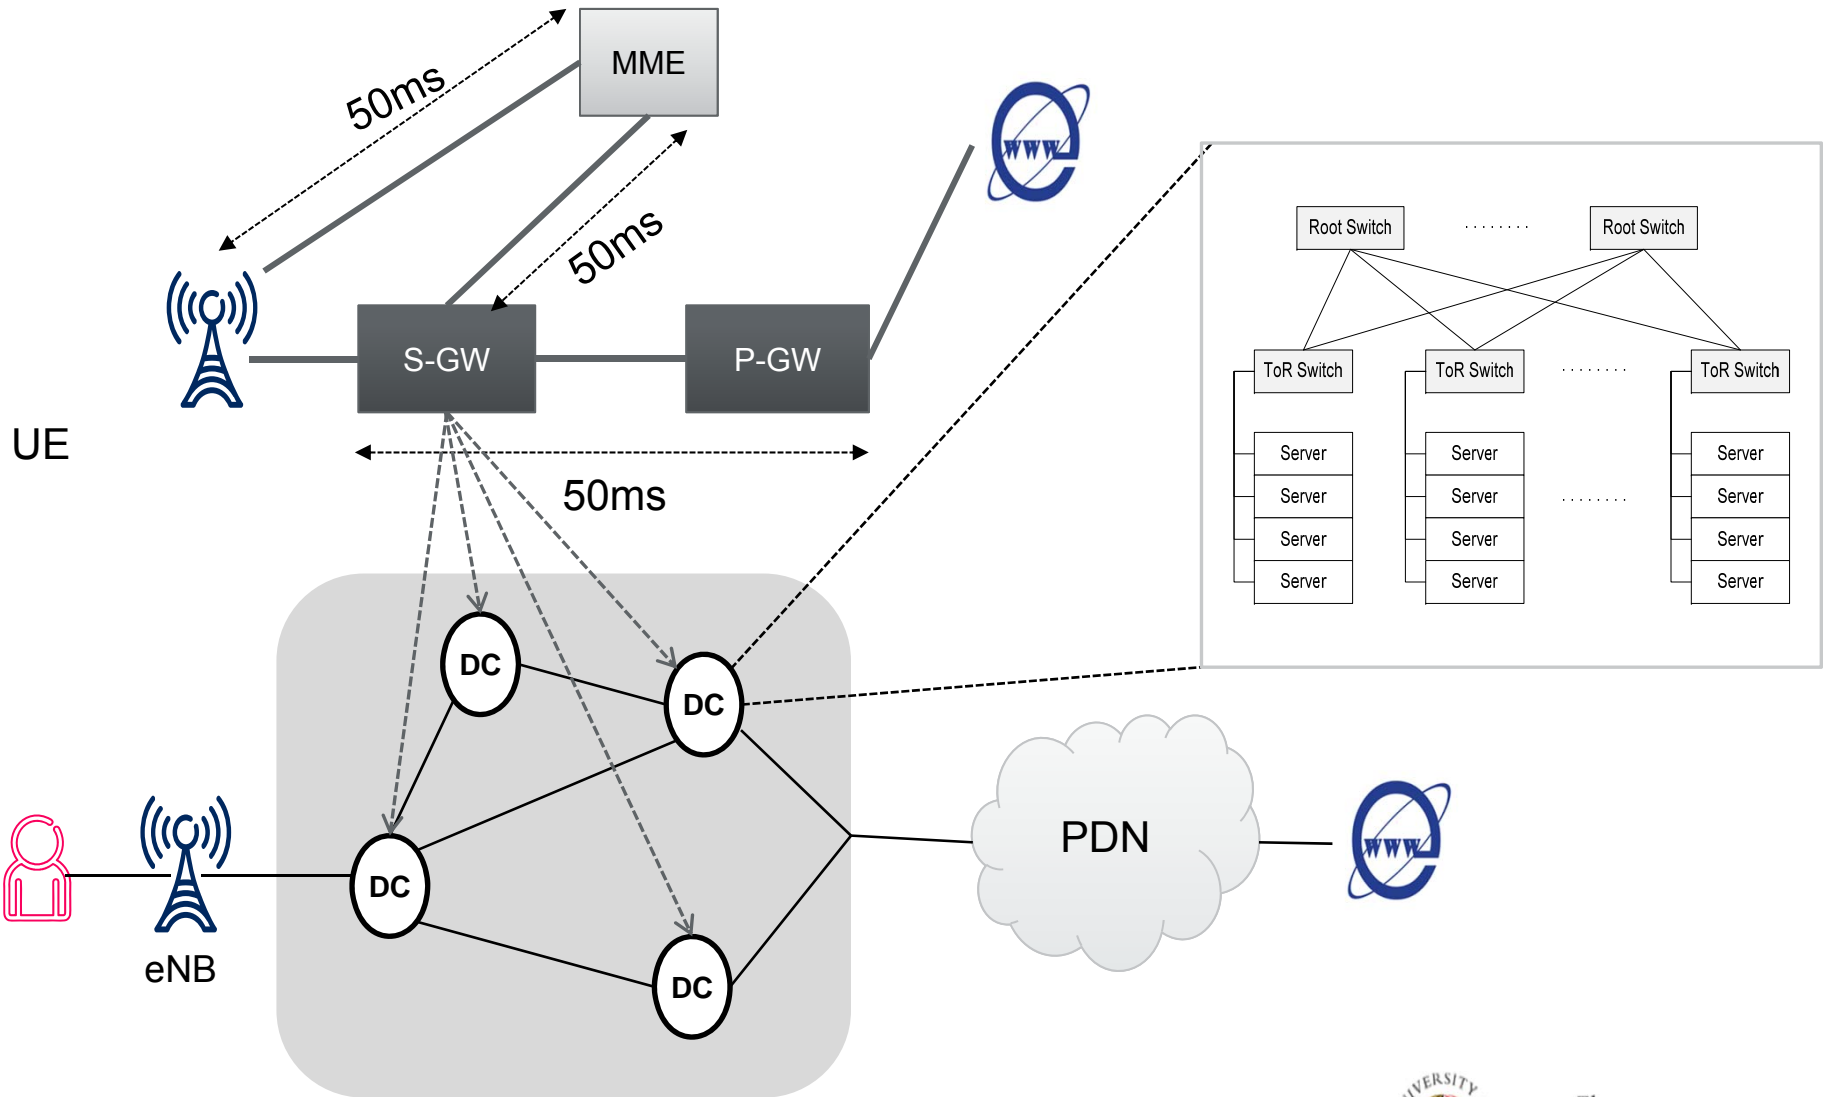 MME
50ms
50ms
www
S-GW
P-GW
UE
50ms
Root Switch ........ Root Switch
ToR Switch ToR Switch ........ ToR Switch
Server Server Server
Server Server ........ Server
Server Server Server
Server Server Server
DC
DC
DC
DC
eNB
PDN
www
VERSITY